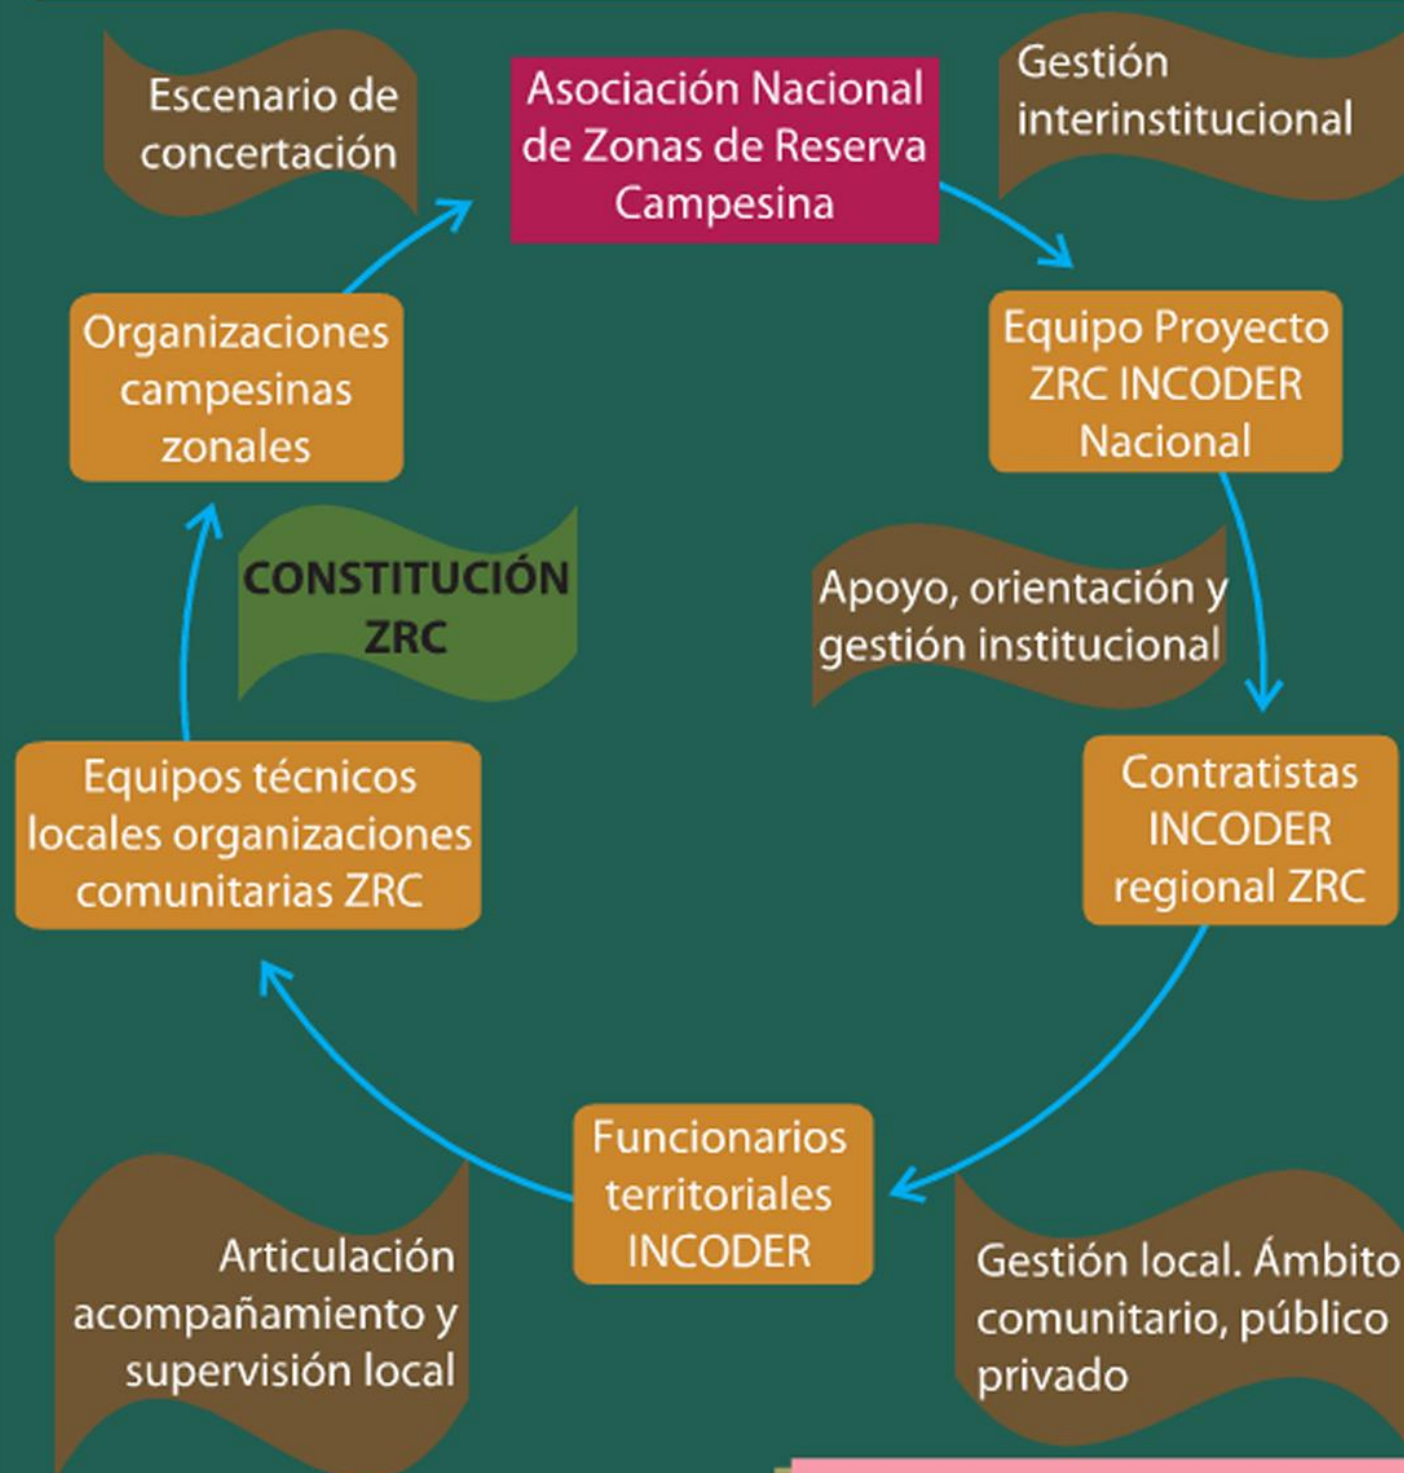 Escenario de
concertación
Asociación Nacional
de Zonas de Reserva
Campesina
Gestión
interinstitucional
Organizaciones
campesinas
zonales
Equipo Proyecto
ZRC INCODER
Nacional
CONSTITUCIÓN
ZRC
Apoyo, orientación y
gestión institucional
Equipos técnicos
locales organizaciones
comunitarias ZRC
Contratistas
INCODER
regional ZRC
Funcionarios
territoriales
INCODER
Articulación
acompañamiento y
supervisión local
Gestión local. Ámbito
comunitario, público
privado